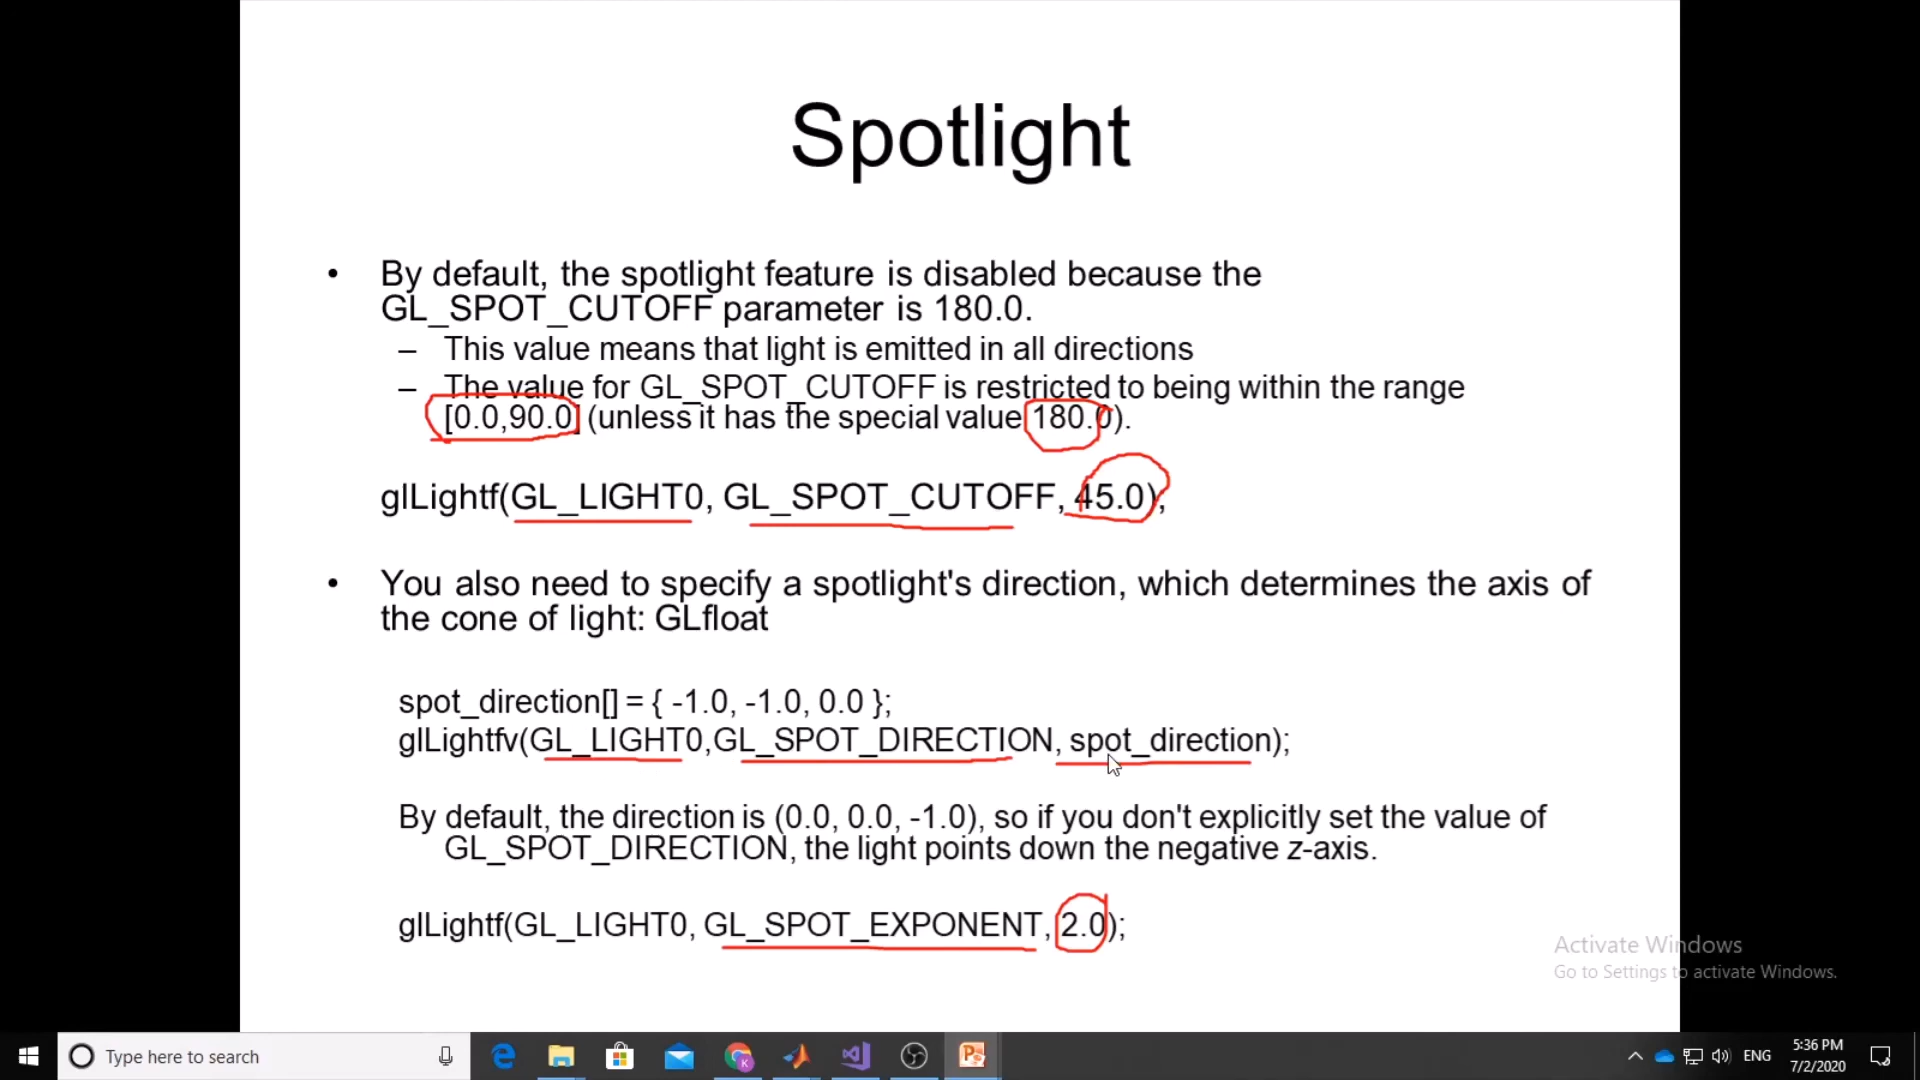 Spotlight
• By default, the spotlight feature is disabled because the
GL_SPOT_CUTOFF parameter is 180.0.
– This value means that light is emitted in all directions
– The value for GL_SPOT_CUTOFF is restricted to being within the range
[0.0,90.0] (unless it has the special value 180.0).
glLightf(GL_LIGHT0, GL_SPOT_CUTOFF, 45.0);
• You also need to specify a spotlight's direction, which determines the axis of
the cone of light: GLfloat
spot_direction[] = { -1.0, -1.0, 0.0 };
glLightfv(GL_LIGHT0,GL_SPOT_DIRECTION, spot_direction);
By default, the direction is (0.0, 0.0, -1.0), so if you don't explicitly set the value of
GL_SPOT_DIRECTION, the light points down the negative z-axis.
glLightf(GL_LIGHT0, GL_SPOT_EXPONENT, 2.0);
Activate Windows
Go to Settings to activate Windows.
Type here to search
ENG
5:36 PM
7/2/2020